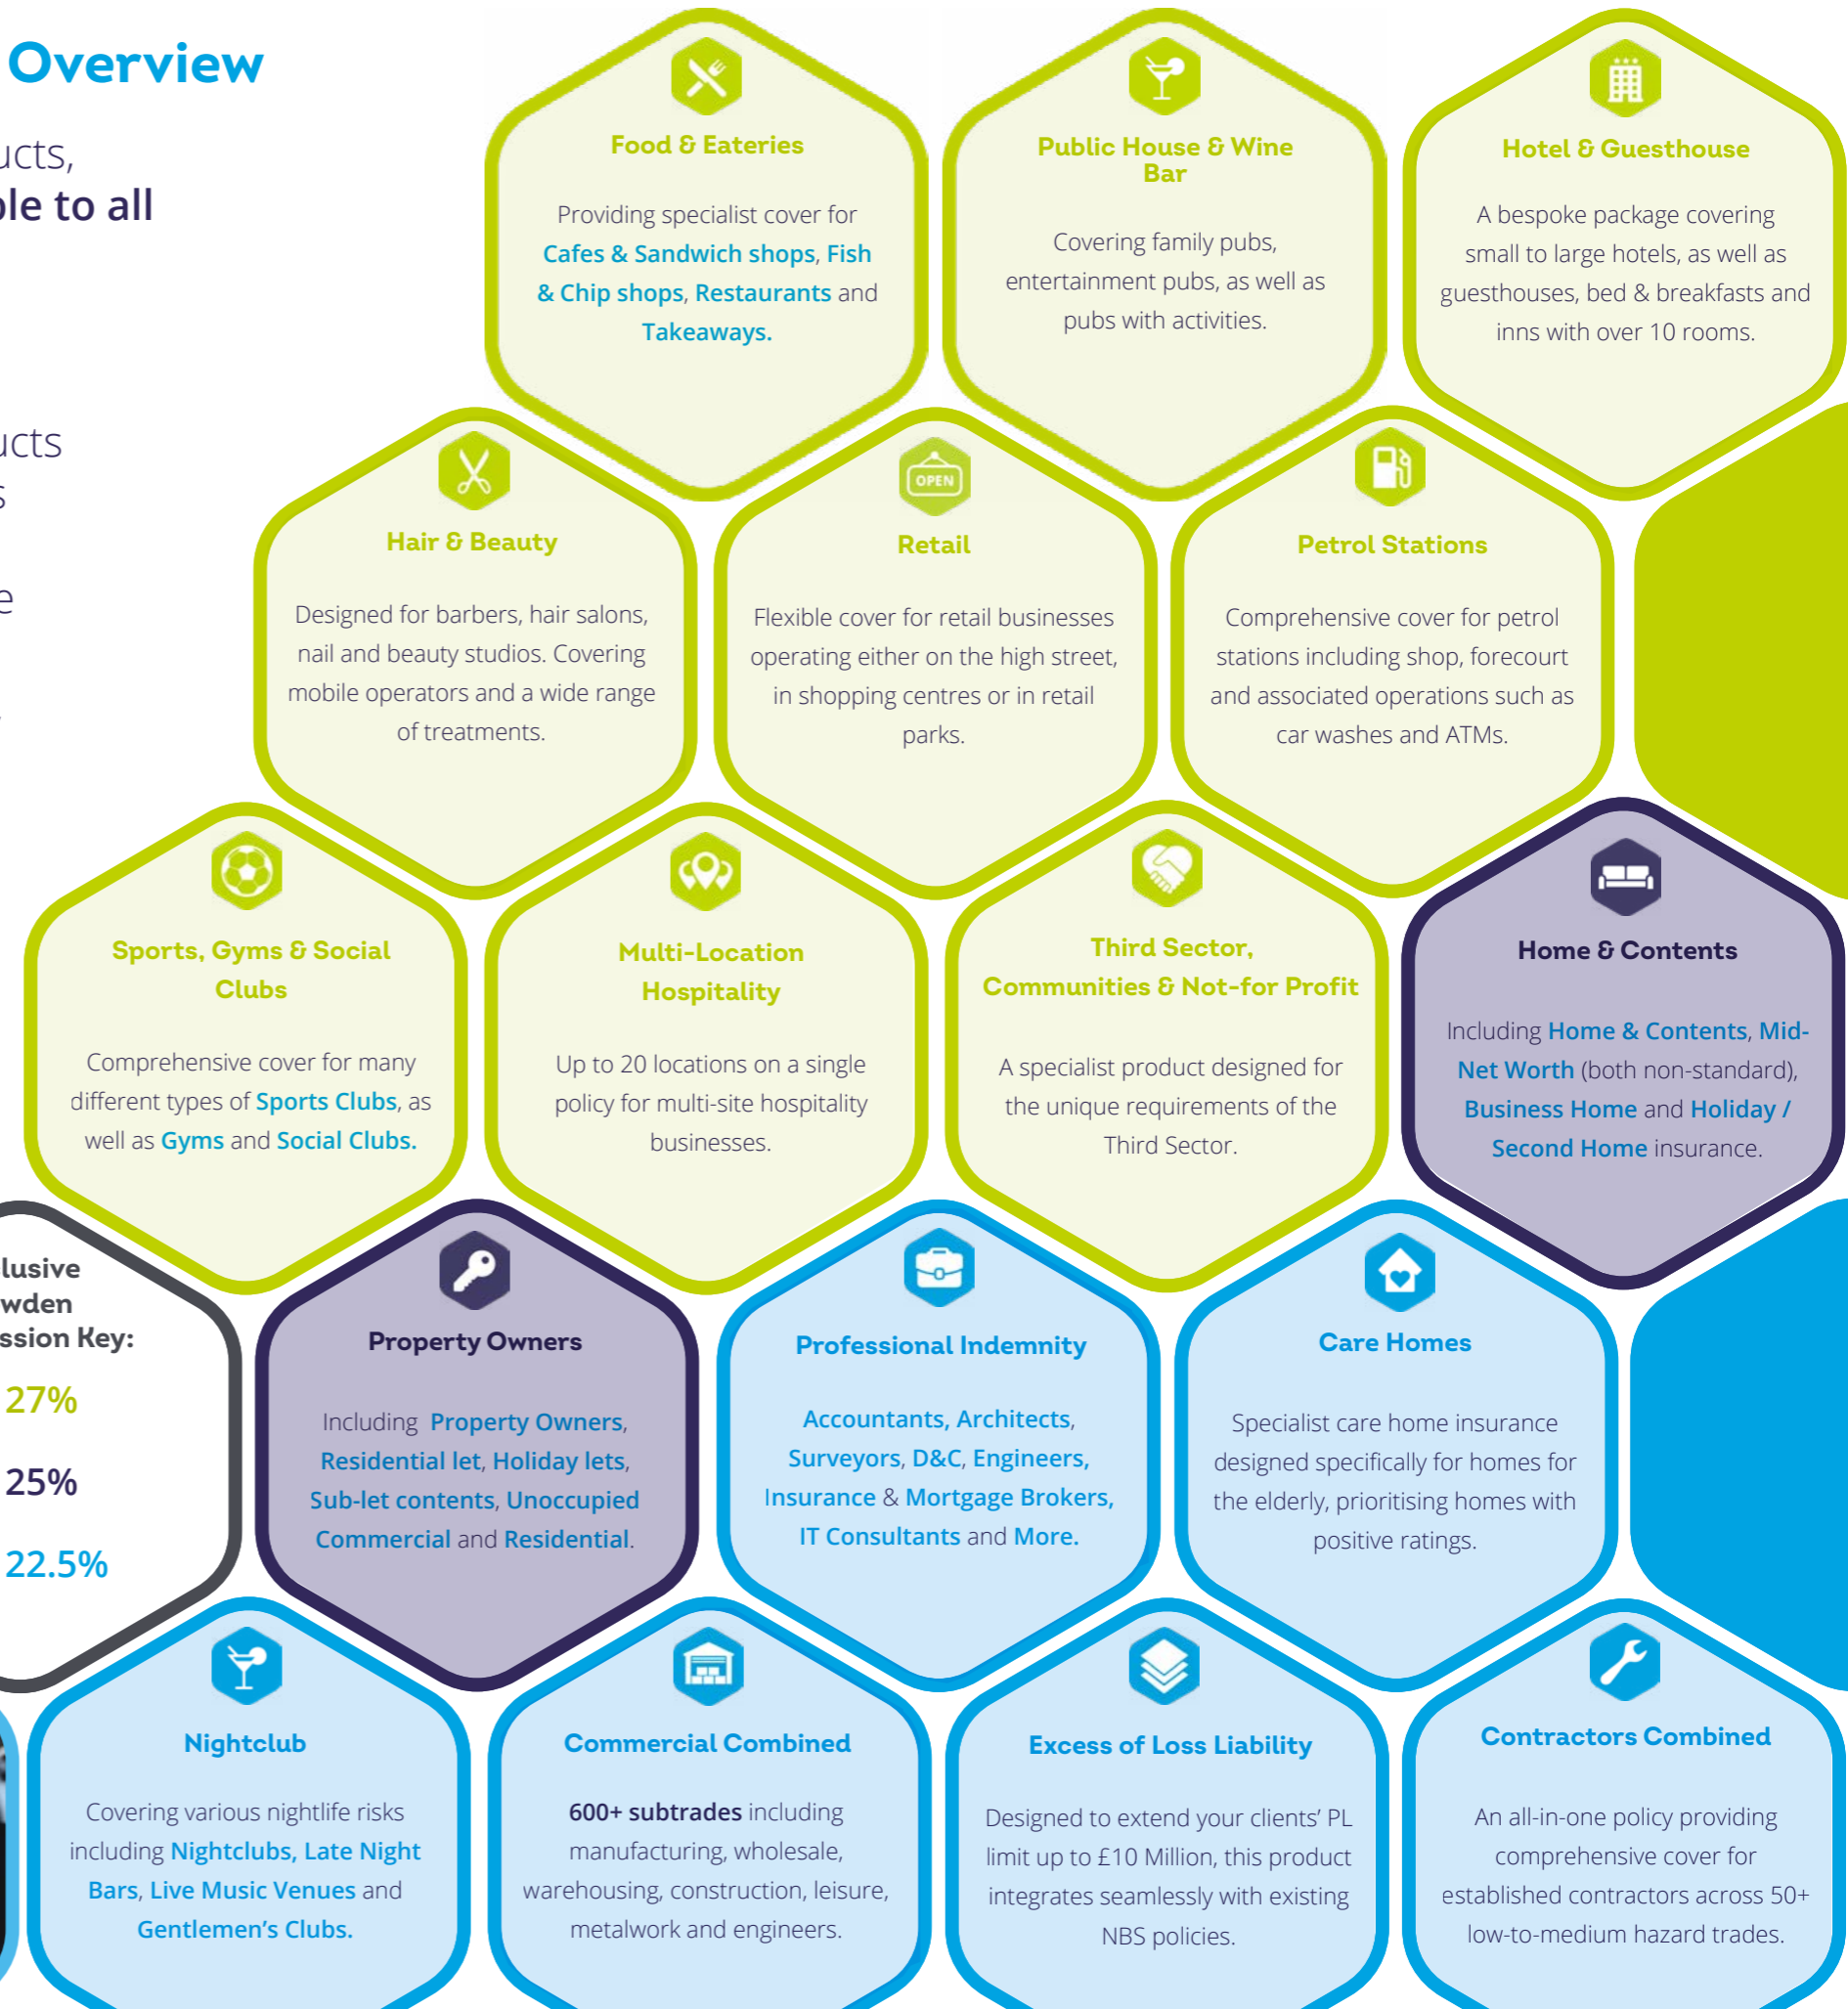 Overview
ucts,
ble to all
ucts
s
e
Food & Eateries
Providing specialist cover for
Cafes & Sandwich shops, Fish
& Chip shops, Restaurants and
Takeaways.
Public House & Wine
Bar
Covering family pubs,
entertainment pubs, as well as
pubs with activities.
Hotel & Guesthouse
A bespoke package covering
small to large hotels, as well as
guesthouses, bed & breakfasts and
inns with over 10 rooms.
Hair & Beauty
Designed for barbers, hair salons,
nail and beauty studios. Covering
mobile operators and a wide range
of treatments.
OPEN
Retail
Flexible cover for retail businesses
operating either on the high street,
in shopping centres or in retail
parks.
Petrol Stations
Comprehensive cover for petrol
stations including shop, forecourt
and associated operations such as
car washes and ATMs.
Sports, Gyms & Social
Clubs
Comprehensive cover for many
different types of Sports Clubs, as
well as Gyms and Social Clubs.
Multi-Location
Hospitality
Up to 20 locations on a single
policy for multi-site hospitality
businesses.
Third Sector,
Communities & Not-for Profit
A specialist product designed for
the unique requirements of the
Third Sector.
Home & Contents
Including Home & Contents, Mid-
Net Worth (both non-standard),
Business Home and Holiday /
Second Home insurance.
lusive
wden
ssion Key:
27%
25%
22.5%
Property Owners
Including Property Owners,
Residential let, Holiday lets,
Sub-let contents, Unoccupied
Commercial and Residential.
Professional Indemnity
Accountants, Architects,
Surveyors, D&C, Engineers,
Insurance & Mortgage Brokers,
IT Consultants and More.
Care Homes
Specialist care home insurance
designed specifically for homes for
the elderly, prioritising homes with
positive ratings.
Nightclub
Covering various nightlife risks
including Nightclubs, Late Night
Bars, Live Music Venues and
Gentlemen's Clubs.
Commercial Combined
600+ subtrades including
manufacturing, wholesale,
warehousing, construction, leisure,
metalwork and engineers.
Excess of Loss Liability
Designed to extend your clients' PL
limit up to £10 Million, this product
integrates seamlessly with existing
NBS policies.
Contractors Combined
An all-in-one policy providing
comprehensive cover for
established contractors across 50+
low-to-medium hazard trades.